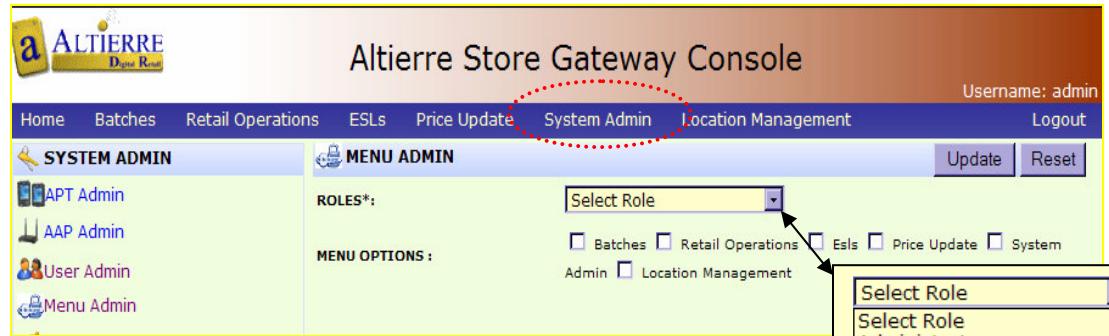 a ALTIERRE
Digital Retail
Altierre Store Gateway Console
Username: admin
Home Batches Retail Operations ESLs Price Update System Admin Location Management Logout
SYSTEM ADMIN
MENU ADMIN
Update Reset
APT Admin
ROLES*:
Select Role
AAP Admin
MENU OPTIONS :
Batches Retail Operations Esls Price Update System
Admin Location Management
User Admin
Menu Admin
Select Role
Select Role